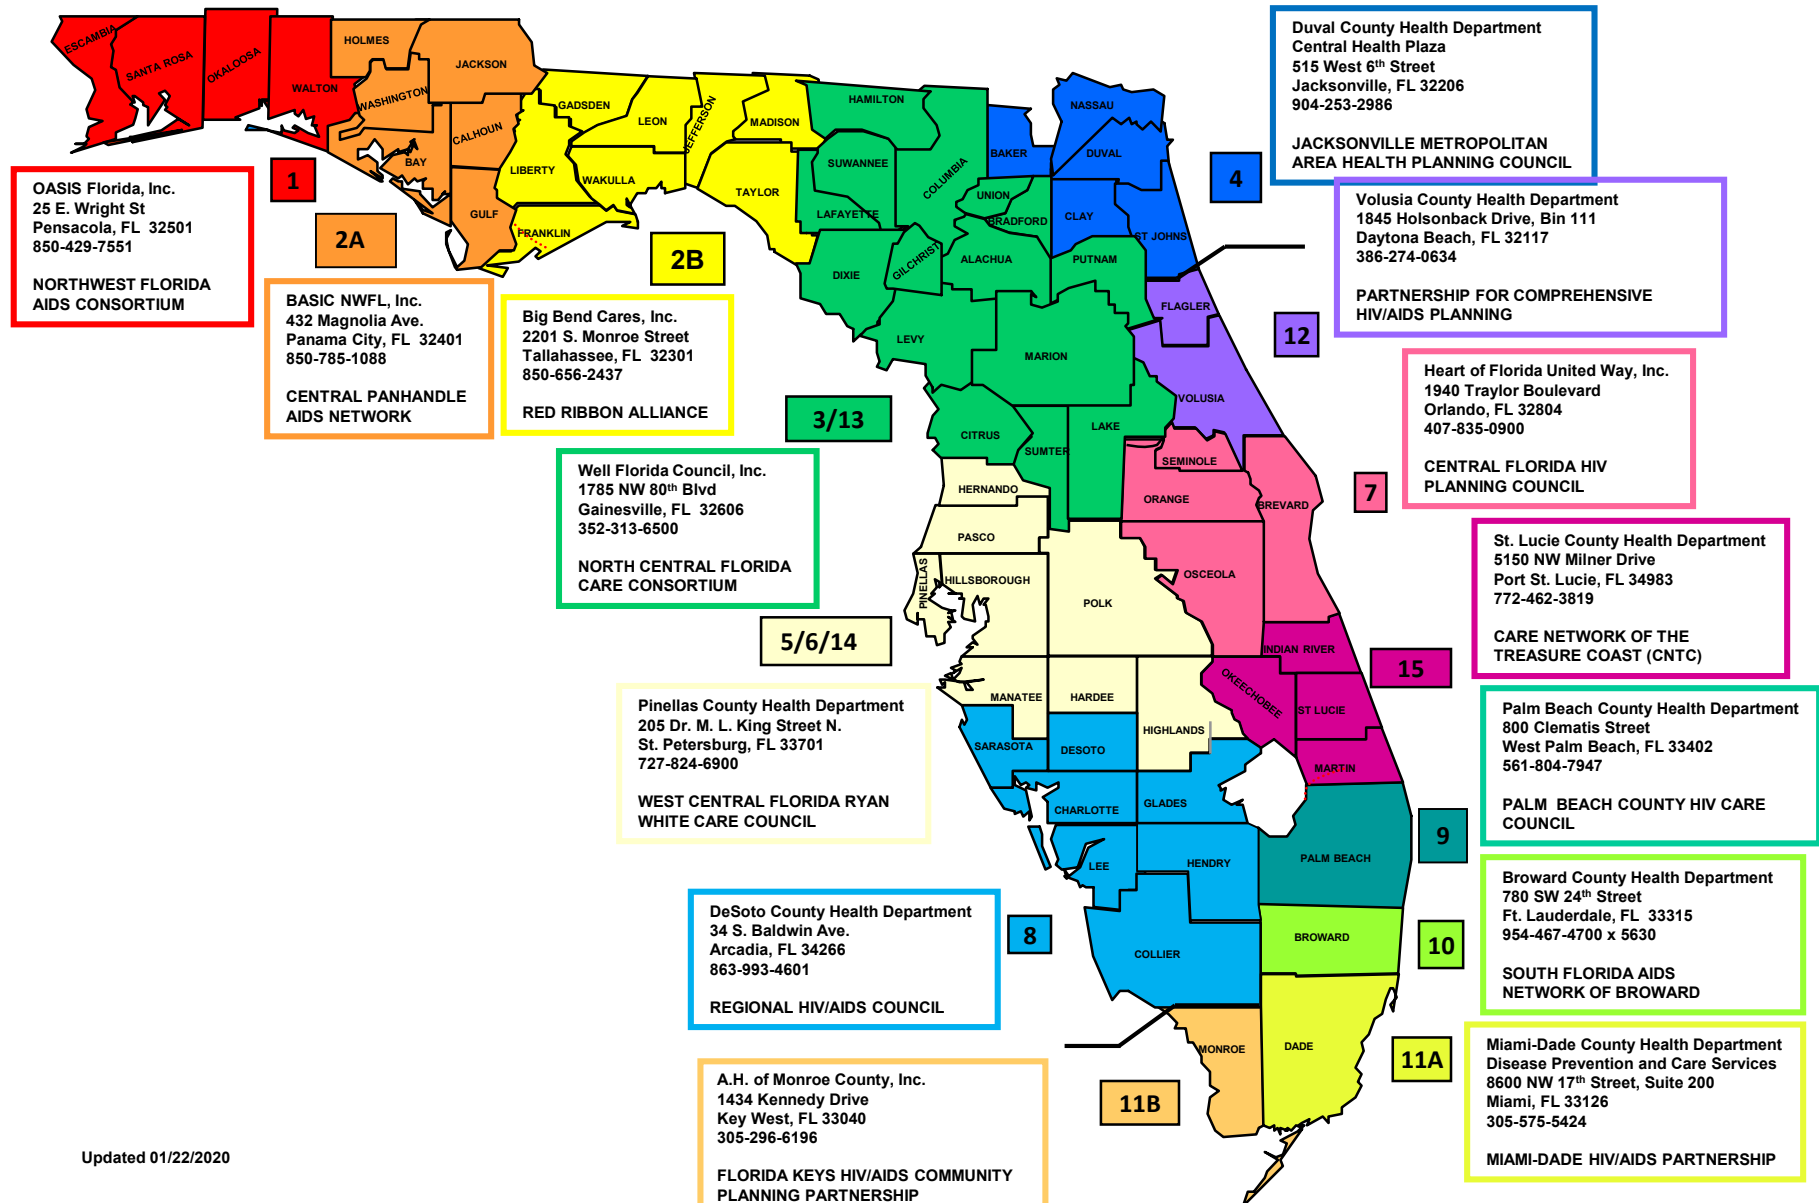 ESCAMBIA
SANTA ROSA
OKALOOSA
WALTON
HOLMES
WASHINGTON
JACKSON
CALHOUN
BAY
GULF
GADSDEN
LEON
JEFFERSON
MADISON
LIBERTY
WAKULLA
FRANKLIN
TAYLOR
HAMILTON
SUWANNEE
LAFAYETTE
COLUMBIA
UNION
BRADFORD
DIXIE
GILCHRIST
ALACHUA
PUTNAM
LEVY
MARION
CITRUS
SUMTER
LAKE
BAKER
NASSAU
DUVAL
CLAY
ST JOHNS
FLAGLER
VOLUSIA
SEMINOLE
ORANGE
BREVARD
OSCEOLA
HERNANDO
PASCO
PINELLAS
HILLSBOROUGH
POLK
MANATEE
HARDEE
HIGHLANDS
INDIAN RIVER
OKEECHOBEE
ST LUCIE
MARTIN
SARASOTA
DESOTO
CHARLOTTE
GLADES
LEE
HENDRY
COLLIER
PALM BEACH
BROWARD
DADE
MONROE
1
OASIS Florida, Inc.
25 E. Wright St
Pensacola, FL 32501
850-429-7551
NORTHWEST FLORIDA
AIDS CONSORTIUM
2A
BASIC NWFL, Inc.
432 Magnolia Ave.
Panama City, FL 32401
850-785-1088
CENTRAL PANHANDLE
AIDS NETWORK
2B
Big Bend Cares, Inc.
2201 S. Monroe Street
Tallahassee, FL 32301
850-656-2437
RED RIBBON ALLIANCE
3/13
Well Florida Council, Inc.
1785 NW 80th Blvd
Gainesville, FL 32606
352-313-6500
NORTH CENTRAL FLORIDA
CARE CONSORTIUM
4
Duval County Health Department
Central Health Plaza
515 West 6th Street
Jacksonville, FL 32206
904-253-2986
JACKSONVILLE METROPOLITAN
AREA HEALTH PLANNING COUNCIL
12
Volusia County Health Department
1845 Holsonback Drive, Bin 111
Daytona Beach, FL 32117
386-274-0634
PARTNERSHIP FOR COMPREHENSIVE
HIV/AIDS PLANNING
7
Heart of Florida United Way, Inc.
1940 Traylor Boulevard
Orlando, FL 32804
407-835-0900
CENTRAL FLORIDA HIV
PLANNING COUNCIL
15
St. Lucie County Health Department
5150 NW Milner Drive
Port St. Lucie, FL 34983
772-462-3819
CARE NETWORK OF THE
TREASURE COAST (CNTC)
5/6/14
Pinellas County Health Department
205 Dr. M. L. King Street N.
St. Petersburg, FL 33701
727-824-6900
WEST CENTRAL FLORIDA RYAN
WHITE CARE COUNCIL
9
Palm Beach County Health Department
800 Clematis Street
West Palm Beach, FL 33402
561-804-7947
PALM BEACH COUNTY HIV CARE
COUNCIL
8
DeSoto County Health Department
34 S. Baldwin Ave.
Arcadia, FL 34266
863-993-4601
REGIONAL HIV/AIDS COUNCIL
10
Broward County Health Department
780 SW 24th Street
Ft. Lauderdale, FL 33315
954-467-4700 x 5630
SOUTH FLORIDA AIDS
NETWORK OF BROWARD
11A
Miami-Dade County Health Department
Disease Prevention and Care Services
8600 NW 17th Street, Suite 200
Miami, FL 33126
305-575-5424
MIAMI-DADE HIV/AIDS PARTNERSHIP
11B
A.H. of Monroe County, Inc.
1434 Kennedy Drive
Key West, FL 33040
305-296-6196
FLORIDA KEYS HIV/AIDS COMMUNITY
PLANNING PARTNERSHIP
Updated 01/22/2020